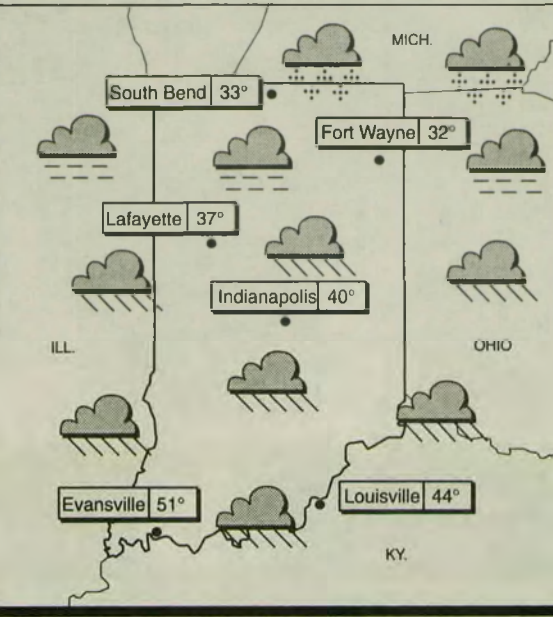 MICH.
South Bend 33°
Fort Wayne 32°
Lafayette 37°
Indianapolis 40°
ILL.
OHIO
Evansville 51°
Louisville 44°
KY.